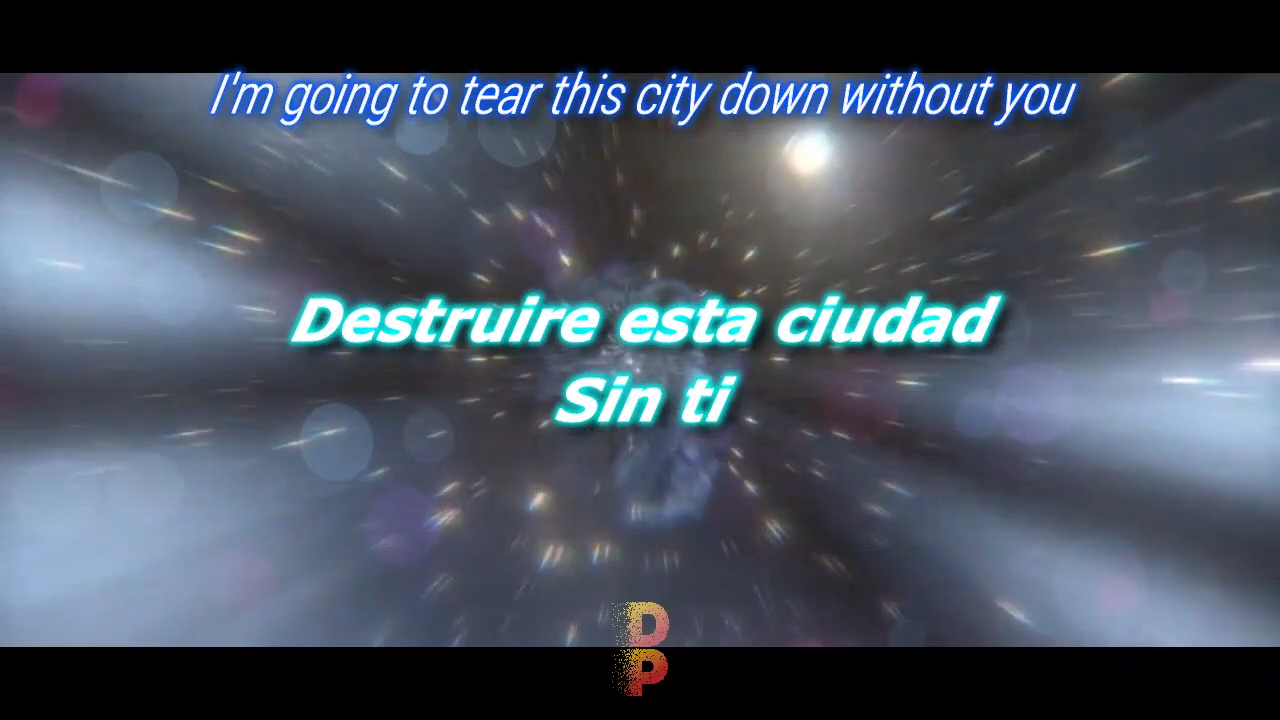 I'm going to tear this city down without you
Destruire esta ciudad
Sin ti
D
P